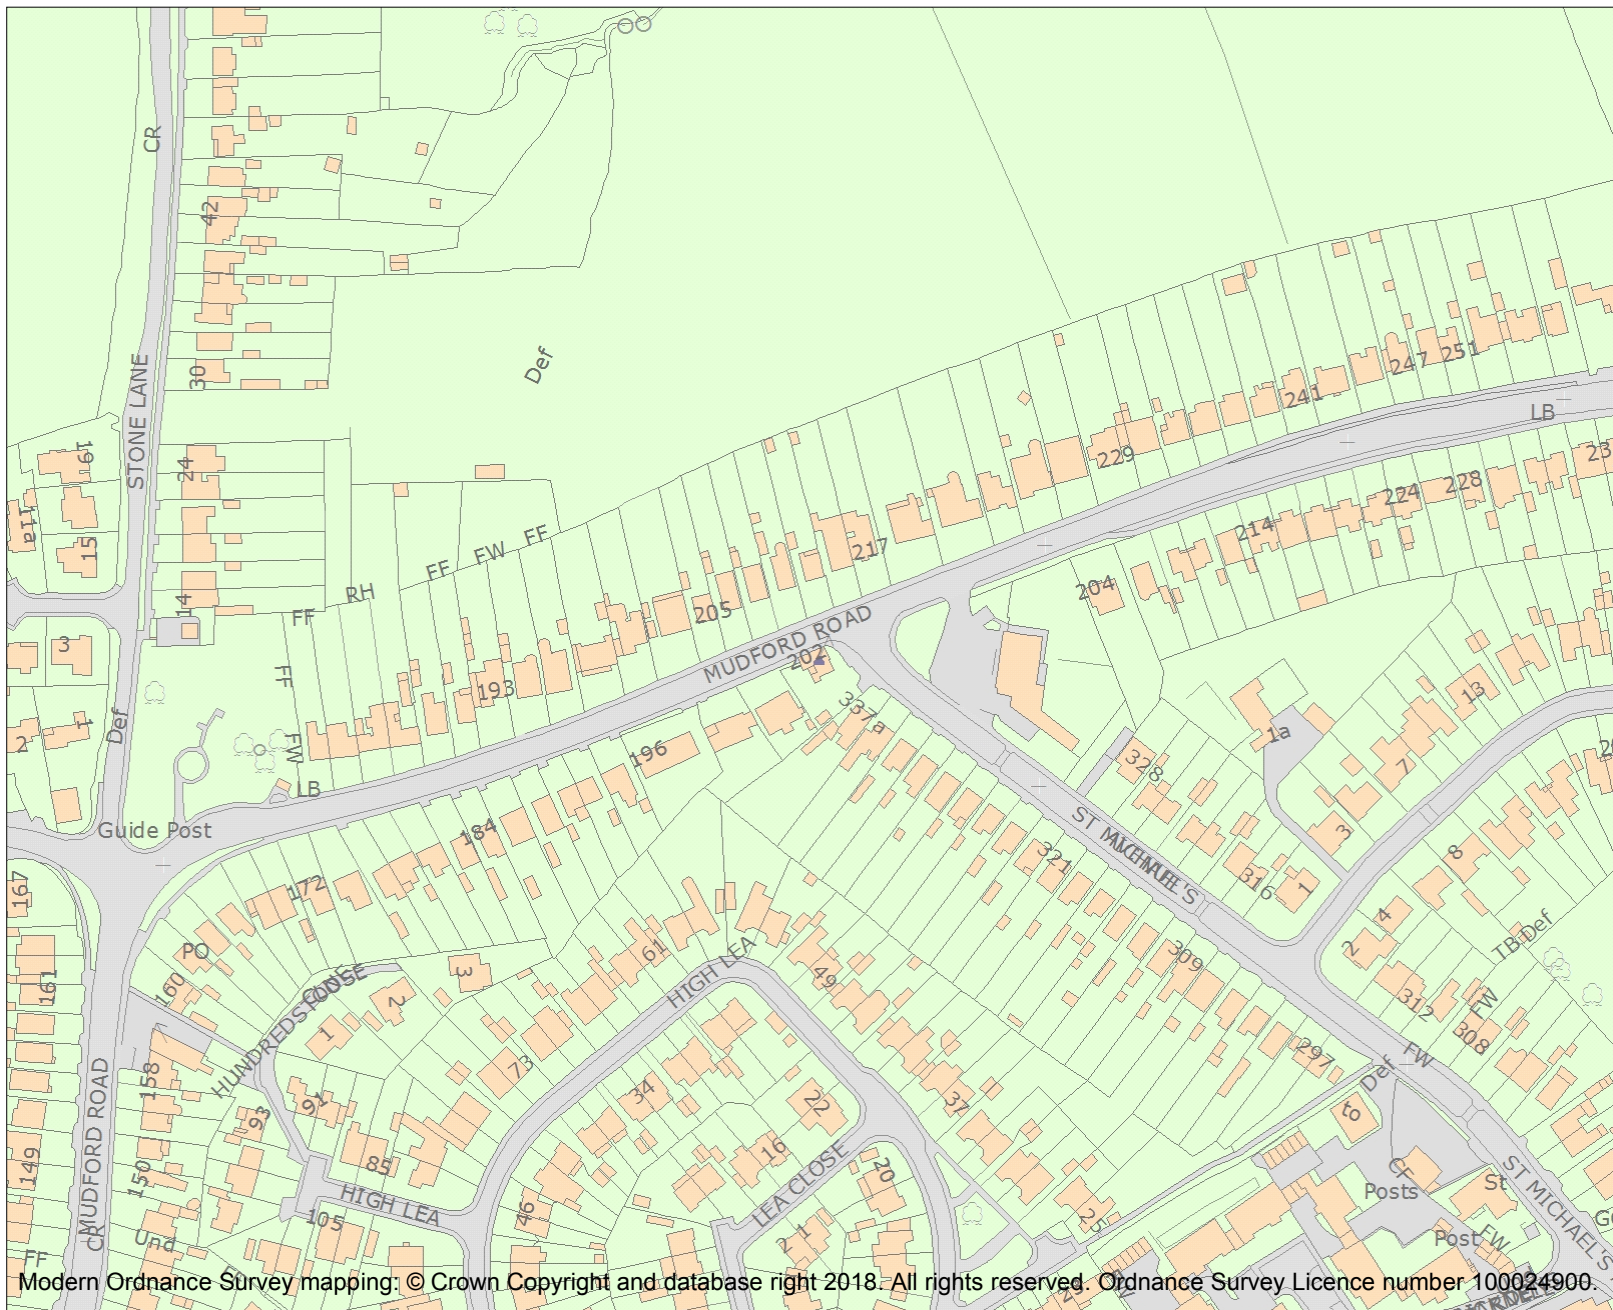 CR
42
Def
30
STONE LANE
16
24
11a
15
14
3
1
2
Def
FF
RH
FF
FW
FF
FF
FW
LB
Guide Post
193
205
217
229
241
247
251
LB
MUDFORD ROAD
202
204
214
224
228
337a
196
184
172
167
161
PO
160
158
150
149
MUDFORD ROAD
CR
FF
Und
HUNDREDSTONE
CLOSE
3
2
1
91
93
85
105
HIGH LEA
73
61
HIGH LEA
49
37
34
22
16
20
46
LEA CLOSE
2
1
25
328
1a
13
7
3
ST MICHAEL'S
AVENUE
321
316
1
8
4
2
TB
Def
309
312
FW
308
297
FW
Def
to
CF
Posts
St
Post
FW
ST MICHAEL'S
Modern Ordnance Survey mapping: © Crown Copyright and database right 2018. All rights reserved. Ordnance Survey Licence number 100024900.